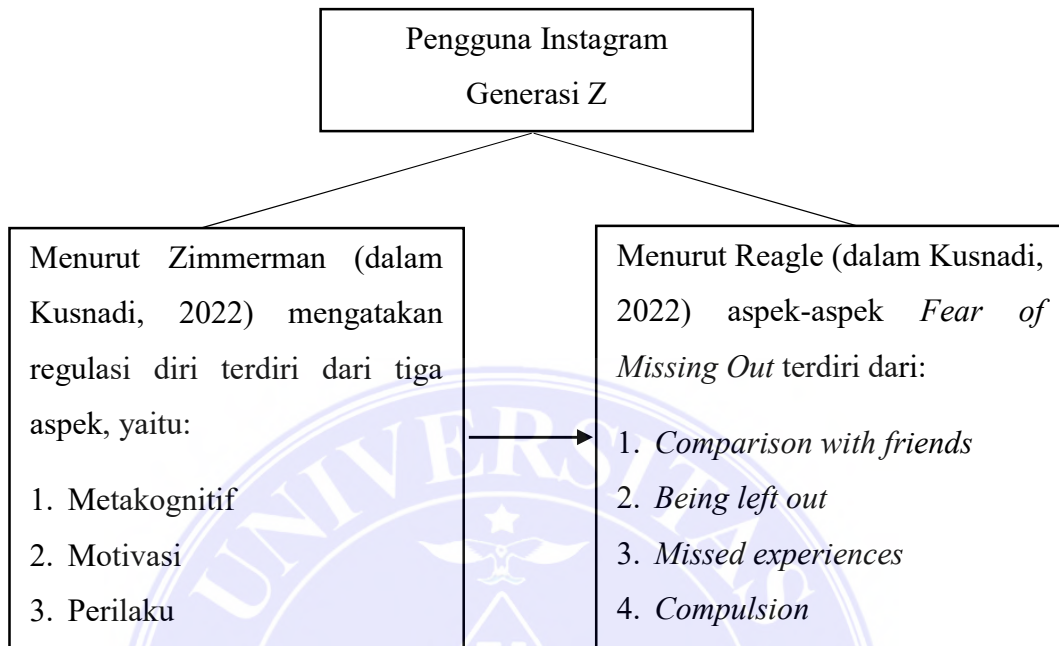 Pengguna Instagram
Generasi Z
Menurut Zimmerman (dalam
Kusnadi, 2022) mengatakan
regulasi diri terdiri dari tiga
aspek, yaitu:
1. Metakognitif
2. Motivasi
3. Perilaku
Menurut Reagle (dalam Kusnadi,
2022) aspek-aspek Fear of
Missing Out terdiri dari:
1. Comparison with friends
2. Being left out
3. Missed experiences
4. Compulsion
UNIVERSITAS